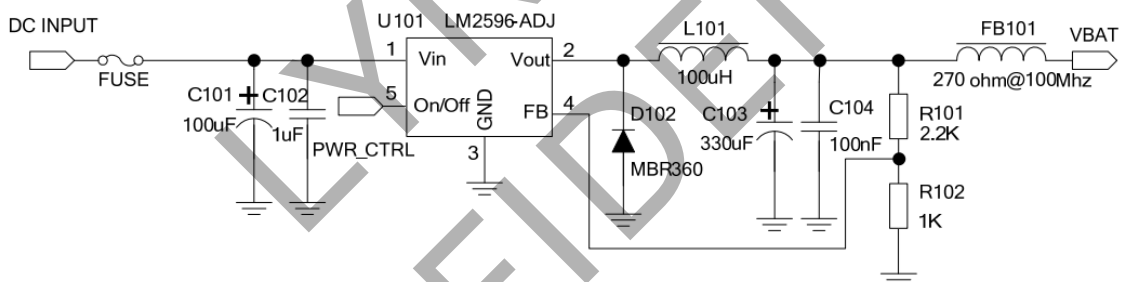 DC INPUT
FUSE
C101
100uF
C102
1uF
PWR_CTRL
U101 LM2596-ADJ
1
Vin
5
On/Off
GND
3
Vout
2
FB
4
D102
MBR360
L101
100uH
C103
330uF
C104
100nF
R101
2.2K
R102
1K
FB101
270 ohm@100Mhz
VBAT